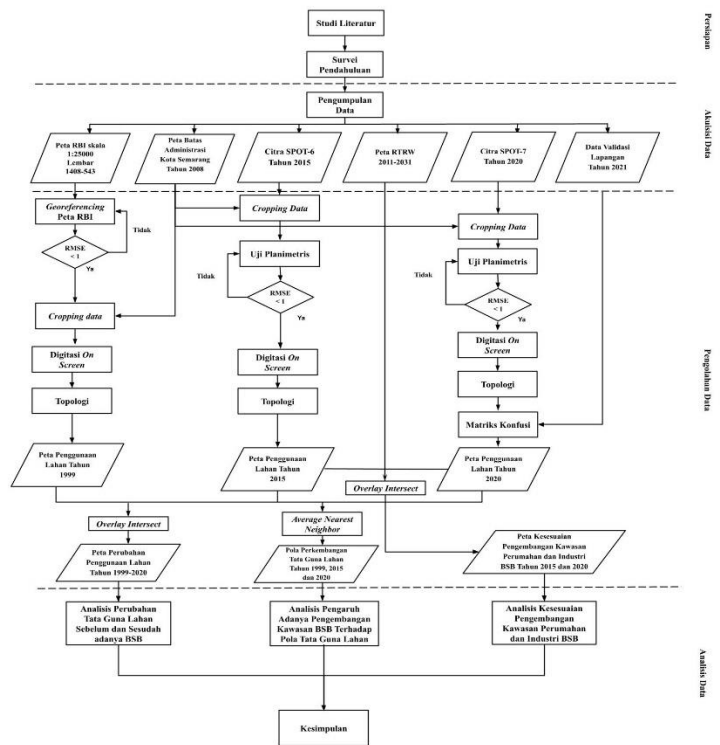 Studi Literatur
Survei
Pendahuluan
Persiapan
Pengumpulan
Data
Peta RBI skala
1:25000
Lembar
1408-543
Peta Batas
Administrasi
Kota Semarang
Tahun 2008
Citra SPOT-6
Tahun 2015
Peta RTRW
2011-2031
Citra SPOT-7
Tahun 2020
Data Validasi
Lapangan
Tahun 2021
Akuisisi Data
Georeferencing
Peta RBI
Tidak
RMSE
< 1
Ya
Cropping data
Digitasi On
Screen
Topologi
Peta Penggunaan
Lahan Tahun
1999
Cropping Data
Uji Planimetris
Tidak
RMSE
< 1
Ya
Digitasi On
Screen
Topologi
Peta Penggunaan
Lahan Tahun
2015
Cropping Data
Uji Planimetris
Tidak
RMSE
< 1
Ya
Digitasi On
Screen
Topologi
Matriks Konfusi
Peta Penggunaan
Lahan Tahun
2020
Pengolahan Data
Overlay Intersect
Overlay Intersect
Average Nearest
Neighbor
Peta Perubahan
Penggunaan Lahan
Tahun 1999-2020
Pola Perkembangan
Tata Guna Lahan
Tahun 1999, 2015
dan 2020
Peta Kesesuaian
Pengembangan Kawasan
Perumahan dan Industri
BSB Tahun 2015 dan 2020
Analisis Perubahan
Tata Guna Lahan
Sebelum dan Sesudah
adanya BSB
Analisis Pengaruh
Adanya Pengembangan
Kawasan BSB Terhadap
Pola Tata Guna Lahan
Analisis Kesesuaian
Pengembangan
Kawasan Perumahan
dan Industri BSB
Analisis Data
Kesimpulan